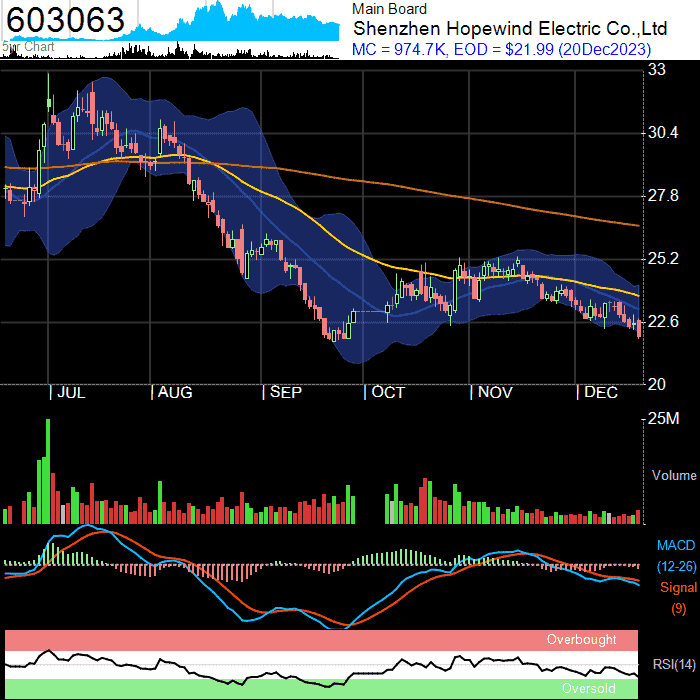 603063
5yr Chart
Main Board
Shenzhen Hopewind Electric Co.,Ltd
MC = 974.7K, EOD = $21.99 (20Dec2023)
33
30.4
27.8
25.2
22.6
20
| JUL | AUG | SEP | OCT | NOV | DEC
25M
Volume
MACD
(12-26)
Signal
(9)
Overbought
RSI(14)
Oversold